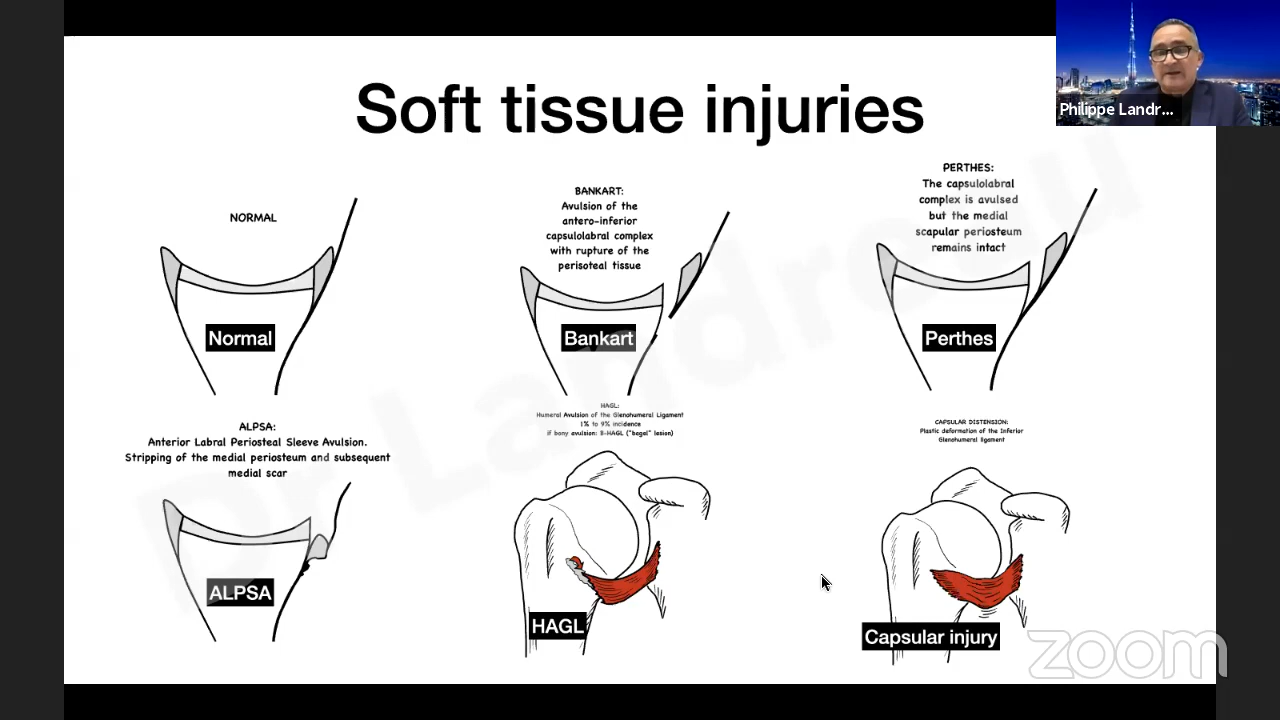 Soft tissue injuries
Philippe Landr...
NORMAL
Normal
BANKART:
Avulsion of the
antero-inferior
capsulolabral complex
with rupture of the
perisoteal tissue
Bankart
PERTHES:
The capsulolabral
complex is avulsed
but the medial
scapular periosteum
remains intact
Perthes
ALPSA:
Anterior Labral Periosteal Sleeve Avulsion.
Stripping of the medial periosteum and subsequent
medial scar
ALPSA
HAGL:
Humeral Avulsion of the Glenohumeral Ligament
1% to 9% incidence
if bony avulsion: B-HAGL ("bagal" lesion)
HAGL
CAPSULAR DISTENSION:
Plastic deformation of the Inferior
Glenohumeral ligament
Capsular injury
Dr Landreau
zoom